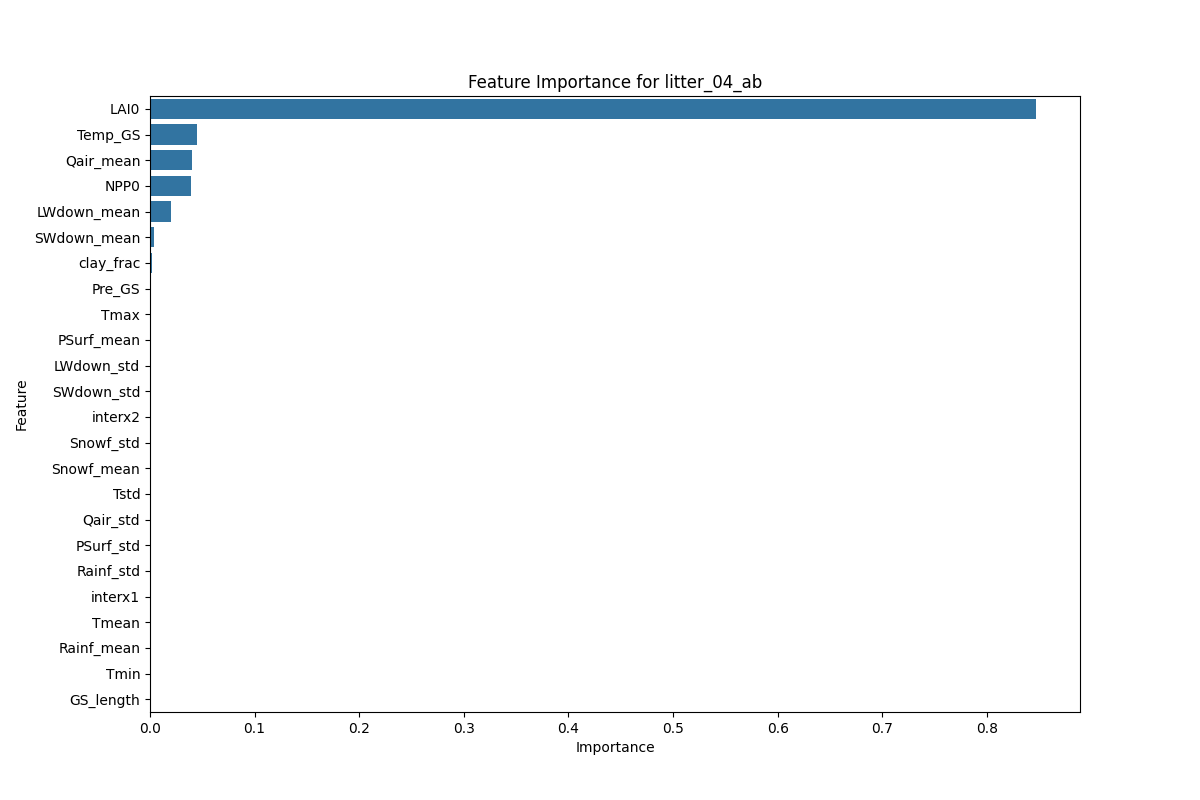 Feature Importance for litter_04_ab
LAI0
Temp_GS
Qair_mean
NPP0
LWdown_mean
SWdown_mean
clay_frac
Pre_GS
Tmax
PSurf_mean
LWdown_std
SWdown_std
interx2
Snowf_std
Snowf_mean
Tstd
Qair_std
PSurf_std
Rainf_std
interx1
Tmean
Rainf_mean
Tmin
GS_length
Feature
0.0 0.1 0.2 0.3 0.4 0.5 0.6 0.7 0.8
Importance